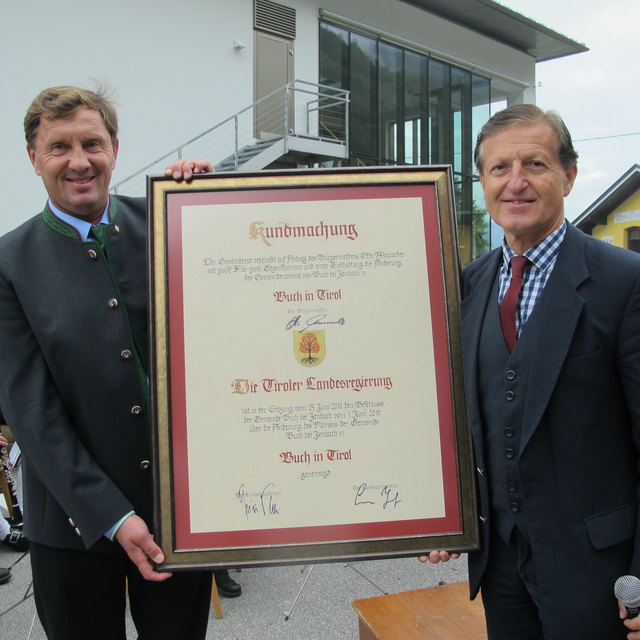 Kundmachung
Der Gemeinderat beschließt auf Antrag des Bürgermeisters Otto Mauracher
mit zwölf Für-, zwei Gegenstimmen und einer Enthaltung die Änderung
des Gemeindenamens von Buch bei Jenbach in
Buch in Tirol
Der Bürgermeister
Die Tiroler Landesregierung
hat in der Sitzung vom 29. Juni 2010 den Beschluss
der Gemeinde Buch bei Jenbach vom 1. Juni 2010
über die Änderung des Namens der Gemeinde
Buch bei Jenbach in
Buch in Tirol
genehmigt